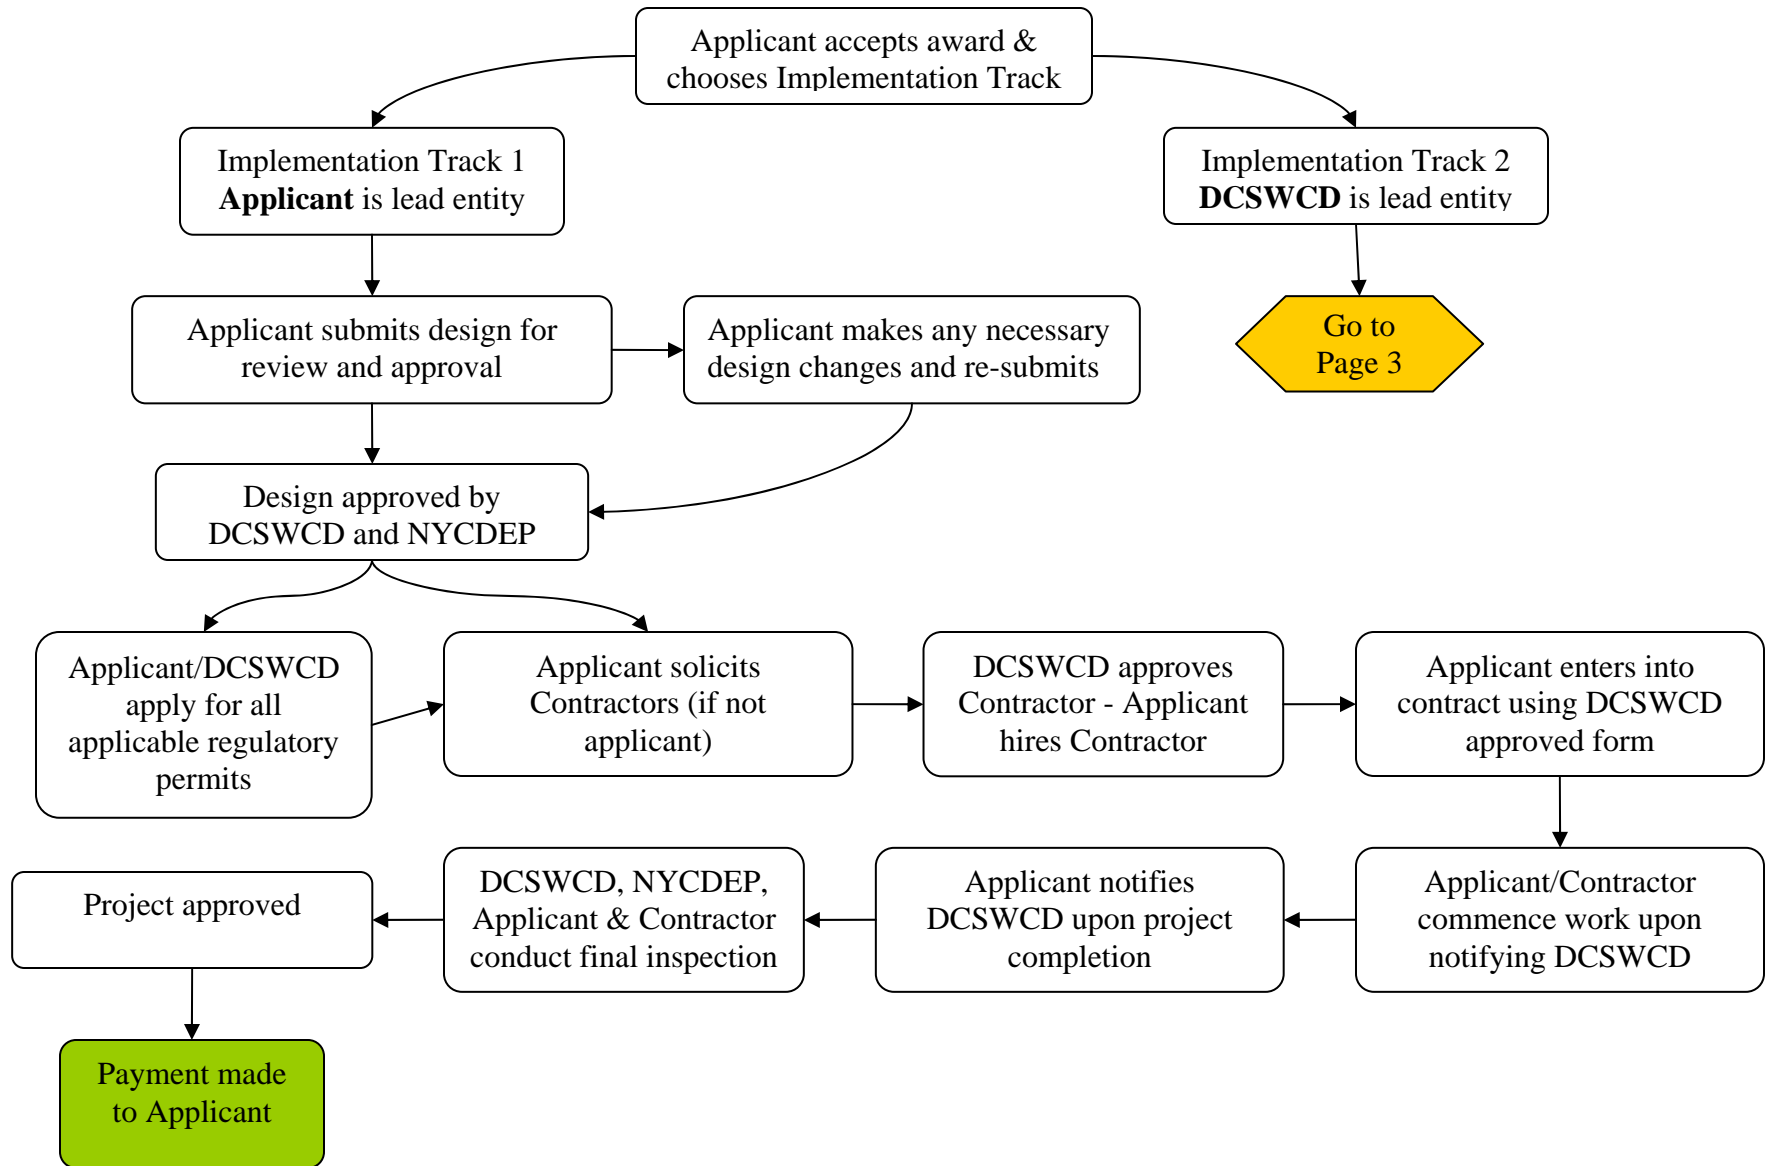 Applicant accepts award &
chooses Implementation Track
Implementation Track 1
Applicant is lead entity
Implementation Track 2
DCSWCD is lead entity
Applicant submits design for
review and approval
Applicant makes any necessary
design changes and re-submits
Go to
Page 3
Design approved by
DCSWCD and NYCDEP
Applicant/DCSWCD
apply for all
applicable regulatory
permits
Applicant solicits
Contractors (if not
applicant)
DCSWCD approves
Contractor - Applicant
hires Contractor
Applicant enters into
contract using DCSWCD
approved form
Project approved
DCSWCD, NYCDEP,
Applicant & Contractor
conduct final inspection
Applicant notifies
DCSWCD upon project
completion
Applicant/Contractor
commence work upon
notifying DCSWCD
Payment made
to Applicant